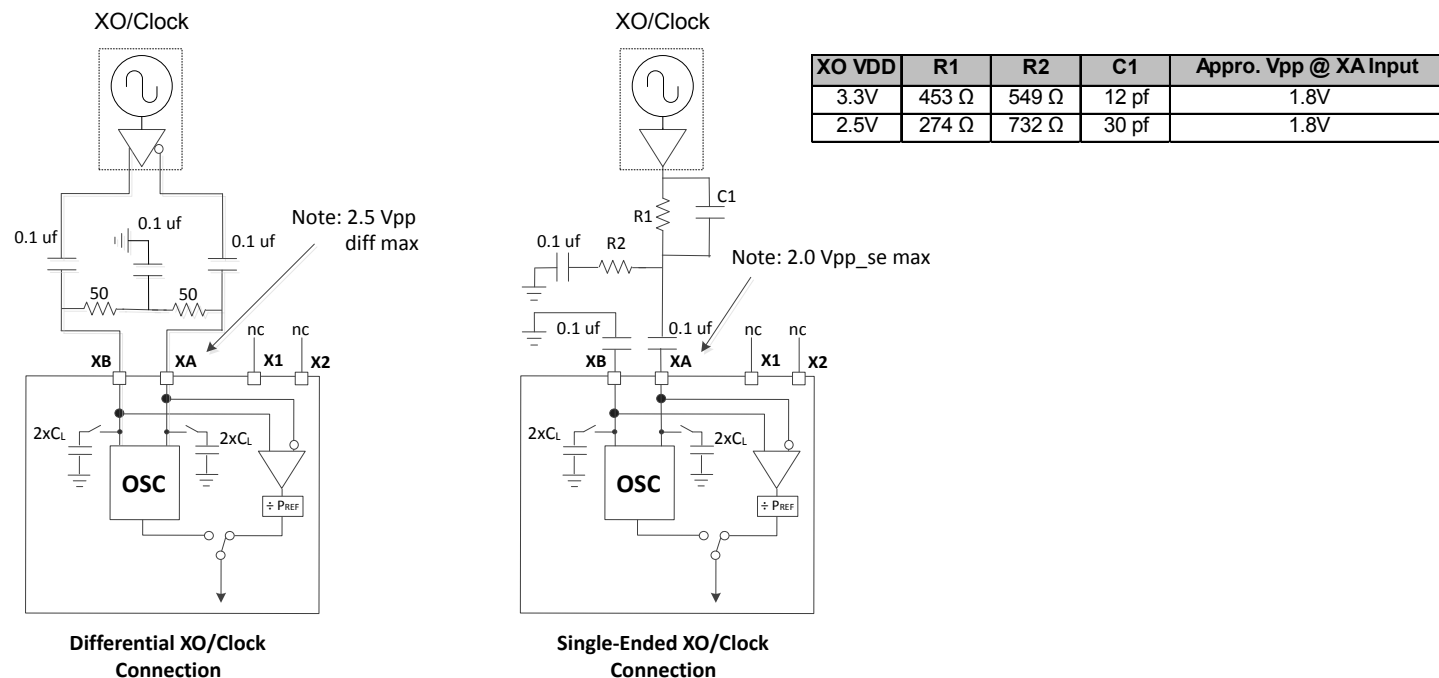 XO/Clock
0.1 uf
0.1 uf
0.1 uf
50
50
Note: 2.5 Vpp
diff max
nc
nc
XB
XA
X1
X2
2xCL
2xCL
OSC
÷ PREF
Differential XO/Clock
Connection
XO/Clock
C1
R1
0.1 uf
R2
Note: 2.0 Vpp_se max
0.1 uf
0.1 uf
nc
nc
XB
XA
X1
X2
2xCL
2xCL
OSC
÷ PREF
Single-Ended XO/Clock
Connection
XO VDD R1 R2 C1 Appro. Vpp @ XA Input
3.3V 453 Ω 549 Ω 12 pf 1.8V
2.5V 274 Ω 732 Ω 30 pf 1.8V